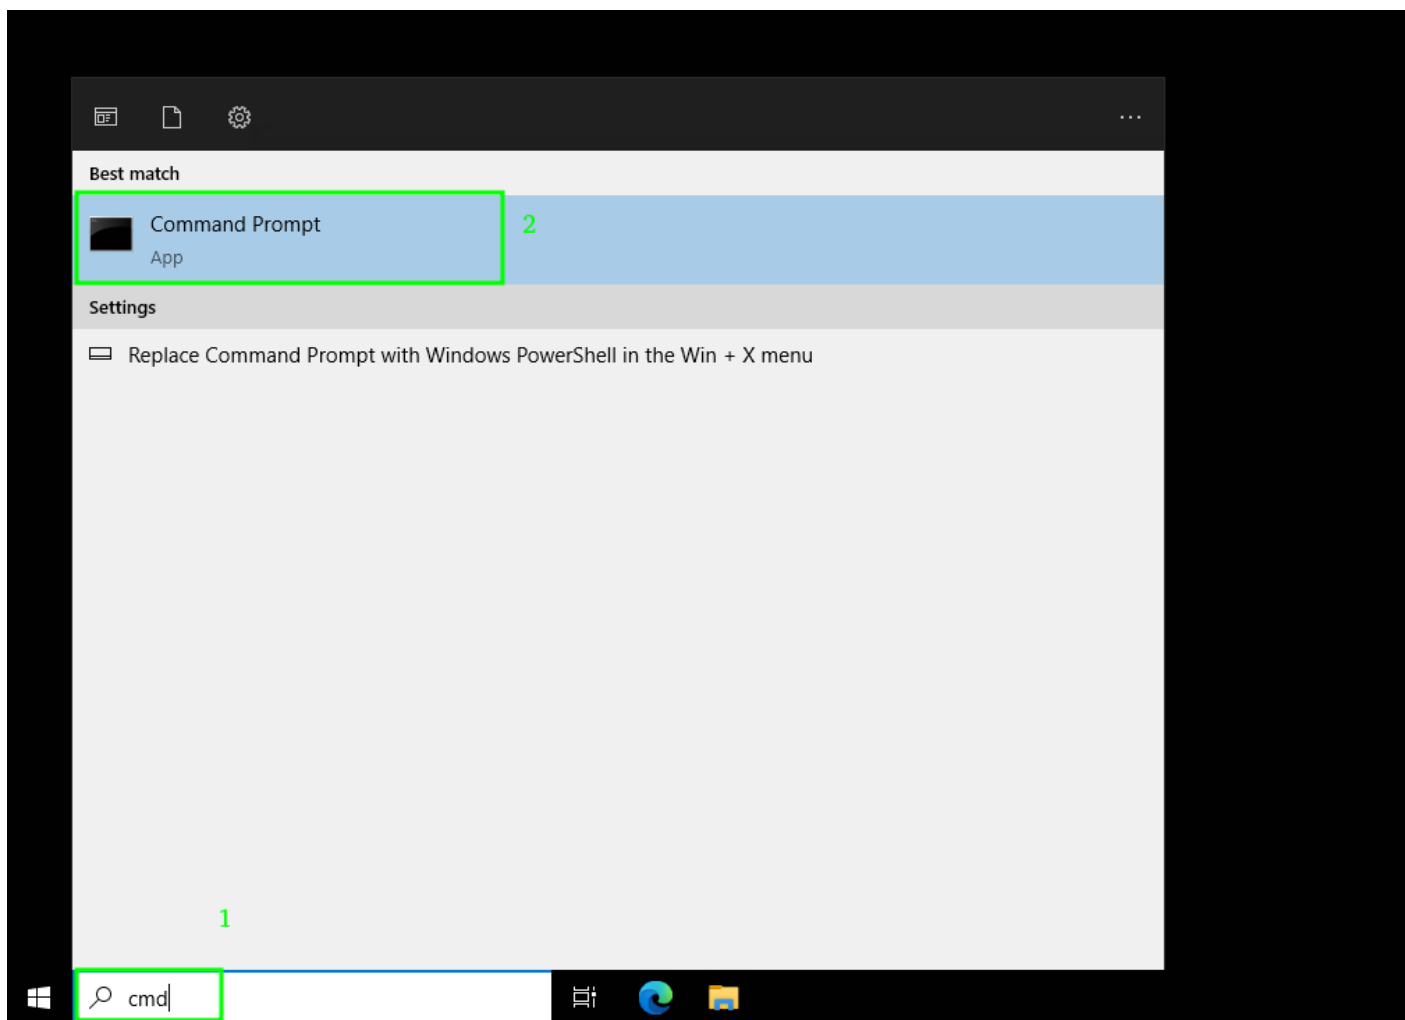 ...
Best match
Command Prompt
App
2
Settings
Replace Command Prompt with Windows PowerShell in the Win + X menu
1
cmd